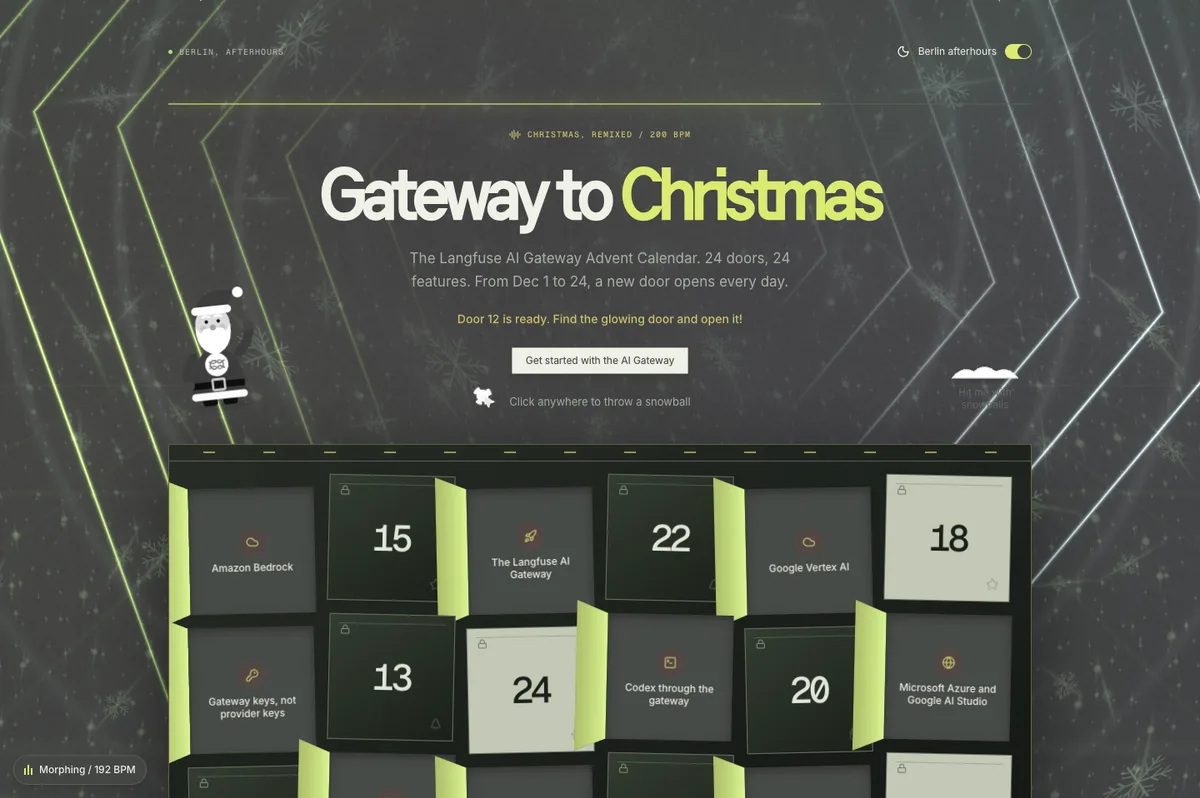 BERLIN, AFTERHOURS
Berlin afterhours
CHRISTMAS, REMIXED / 200 BPM
Gateway to Christmas
The Langfuse AI Gateway Advent Calendar. 24 doors, 24
features. From Dec 1 to 24, a new door opens every day.
Door 12 is ready. Find the glowing door and open it!
Get started with the AI Gateway
Click anywhere to throw a snowball
Hit me with
snowballs
Amazon Bedrock
15
The Langfuse AI
Gateway
22
Google Vertex AI
18
Gateway keys, not
provider keys
13
24
Codex through the
gateway
20
Microsoft Azure and
Google AI Studio
Morphing / 192 BPM